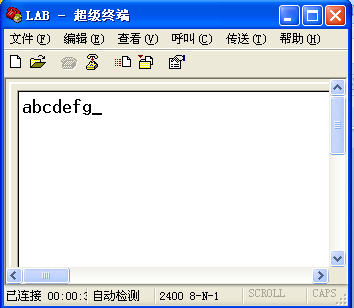 LAB - 超级终端
文件(F) 编辑(E) 查看(V) 呼叫(C) 传送(T) 帮助(H)
abcdefg_
已连接 00:00:3 自动检测 2400 8-N-1 SCROLL CAPS